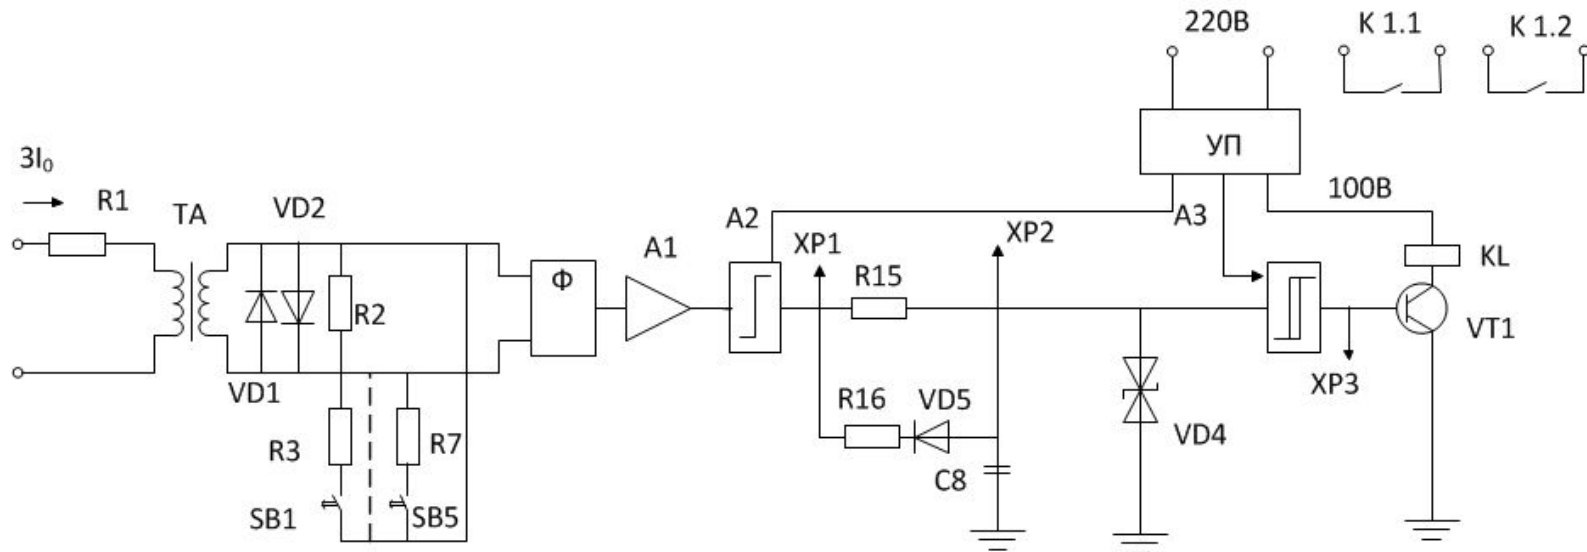 220В
К 1.1
К 1.2
УП
3I₀
R1
TA
VD2
100В
A2
A3
XP1
XP2
A1
KL
Ф
R15
R2
VT1
VD1
XP3
R16
VD5
VD4
R3
R7
C8
SB1
SB5